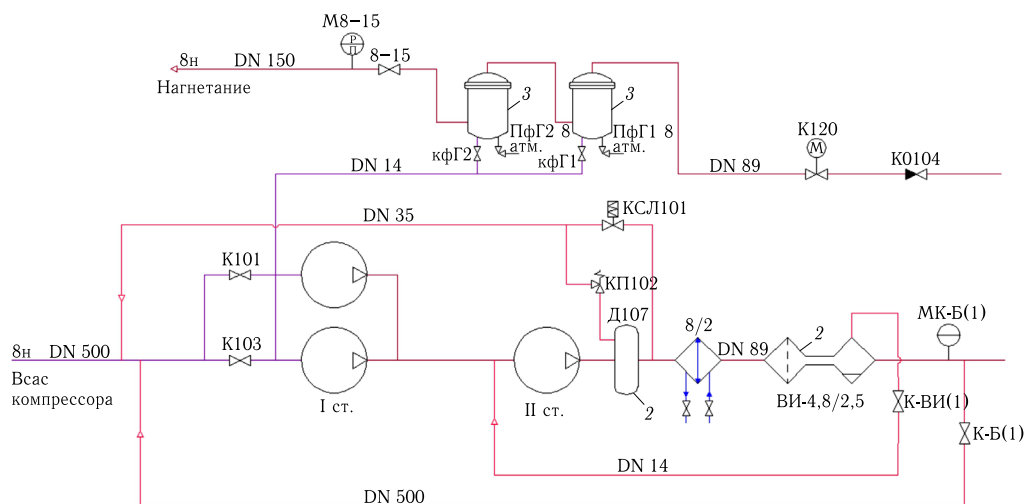 М8-15
Р
П
8-15
8н DN 150
Нагнетание
3
3
ПфГ2 8
атм.
ПфГ1 8
атм.
кфГ2
кфГ1
К120
М
К0104
DN 14
DN 89
DN 35
КСЛ101
К101
КП102
Д107
8/2
2
МК-Б(1)
8н DN 500
К103
DN 89
Всас
компрессора
I ст.
II ст.
2
ВИ-4,8/2,5
К-ВИ(1)
К-Б(1)
DN 14
DN 500